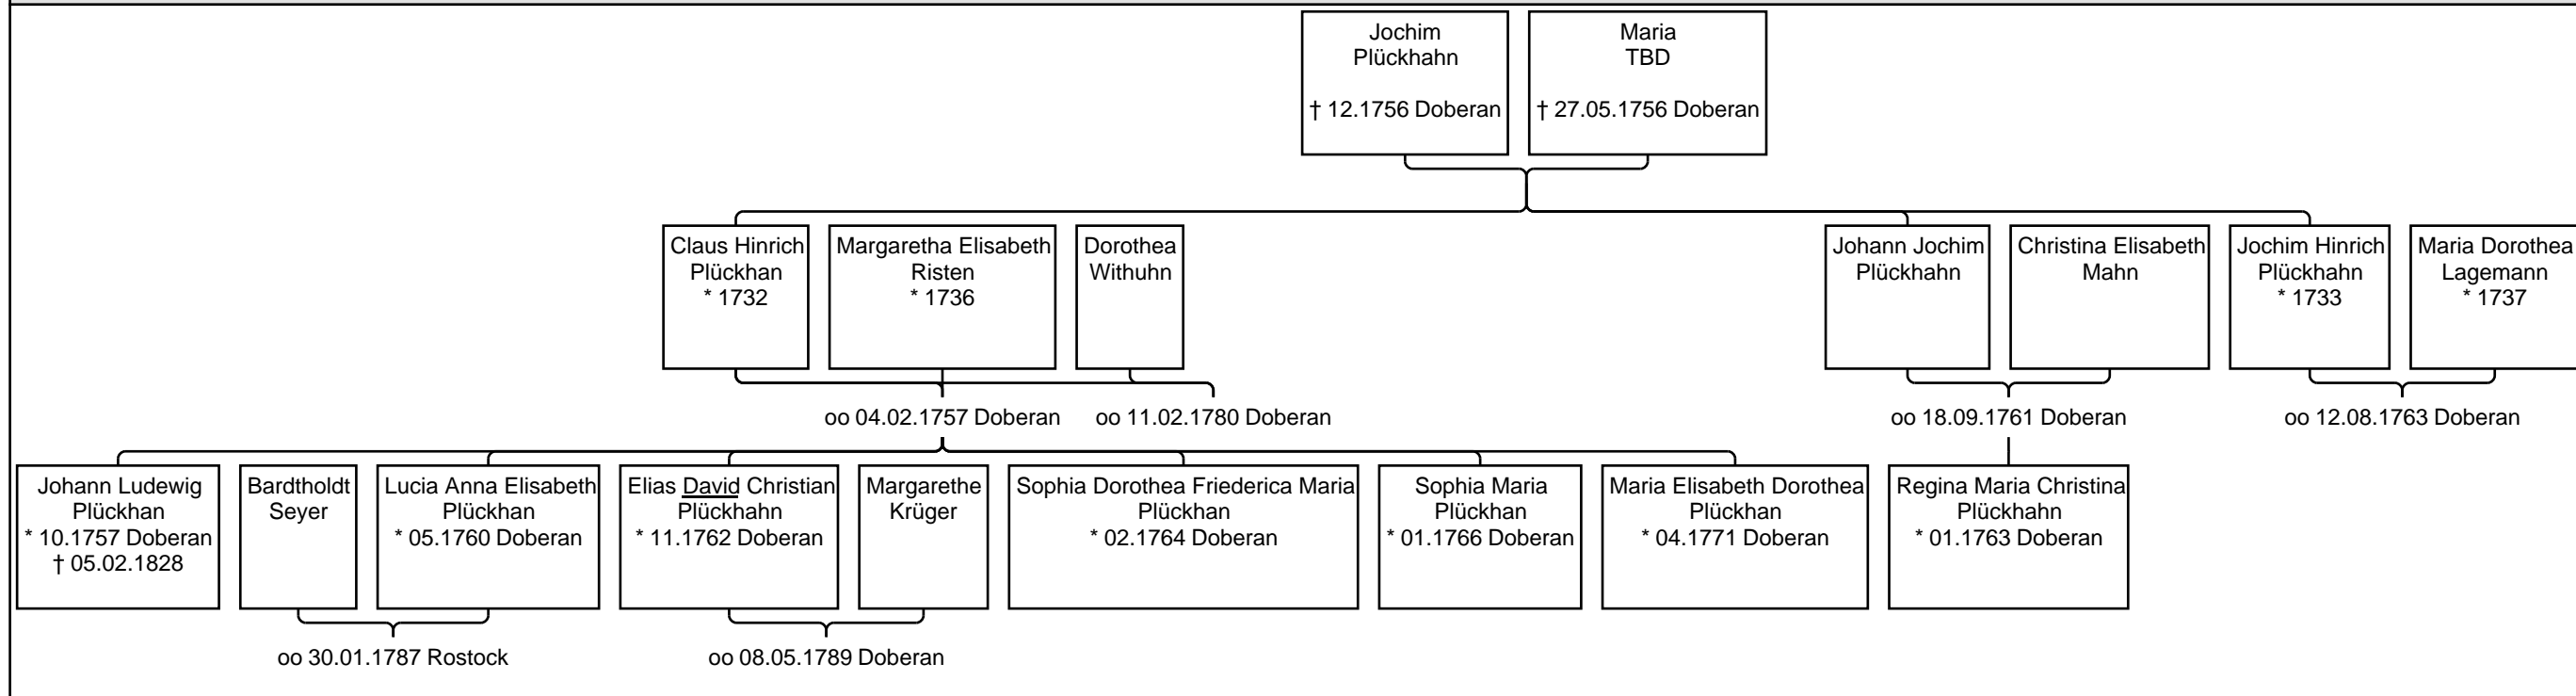 Jochim
Plückhahn
† 12.1756 Doberan
Maria
TBD
† 27.05.1756 Doberan
Claus Hinrich
Plückhan
* 1732
Margaretha Elisabeth
Risten
* 1736
Dorothea
Withuhn
Johann Jochim
Plückhahn
Christina Elisabeth
Mahn
Jochim Hinrich
Plückhahn
* 1733
Maria Dorothea
Lagemann
* 1737
oo 04.02.1757 Doberan
oo 11.02.1780 Doberan
oo 18.09.1761 Doberan
oo 12.08.1763 Doberan
Johann Ludewig
Plückhan
* 10.1757 Doberan
† 05.02.1828
Bardtholdt
Seyer
Lucia Anna Elisabeth
Plückhan
* 05.1760 Doberan
Elias David Christian
Plückhahn
* 11.1762 Doberan
Margarethe
Krüger
Sophia Dorothea Friederica Maria
Plückhan
* 02.1764 Doberan
Sophia Maria
Plückhan
* 01.1766 Doberan
Maria Elisabeth Dorothea
Plückhan
* 04.1771 Doberan
Regina Maria Christina
Plückhahn
* 01.1763 Doberan
oo 30.01.1787 Rostock
oo 08.05.1789 Doberan